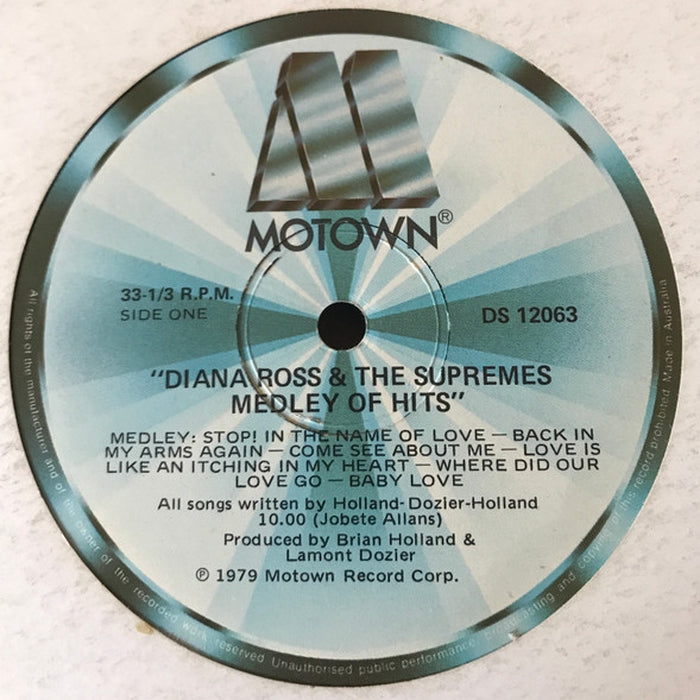 MOTOWN®
33-1/3 R.P.M.
SIDE ONE
DS 12063
"DIANA ROSS & THE SUPREMES
MEDLEY OF HITS"
MEDLEY: STOP! IN THE NAME OF LOVE — BACK IN
MY ARMS AGAIN — COME SEE ABOUT ME — LOVE IS
LIKE AN ITCHING IN MY HEART — WHERE DID OUR
LOVE GO — BABY LOVE
All songs written by Holland-Dozier-Holland
10.00 (Jobete Allans)
Produced by Brian Holland &
Lamont Dozier
℗ 1979 Motown Record Corp.
All rights of the manufacturer and of the owner of the recorded work reserved Unauthorised public performance, broadcasting and copying of this record prohibited. Made in Australia